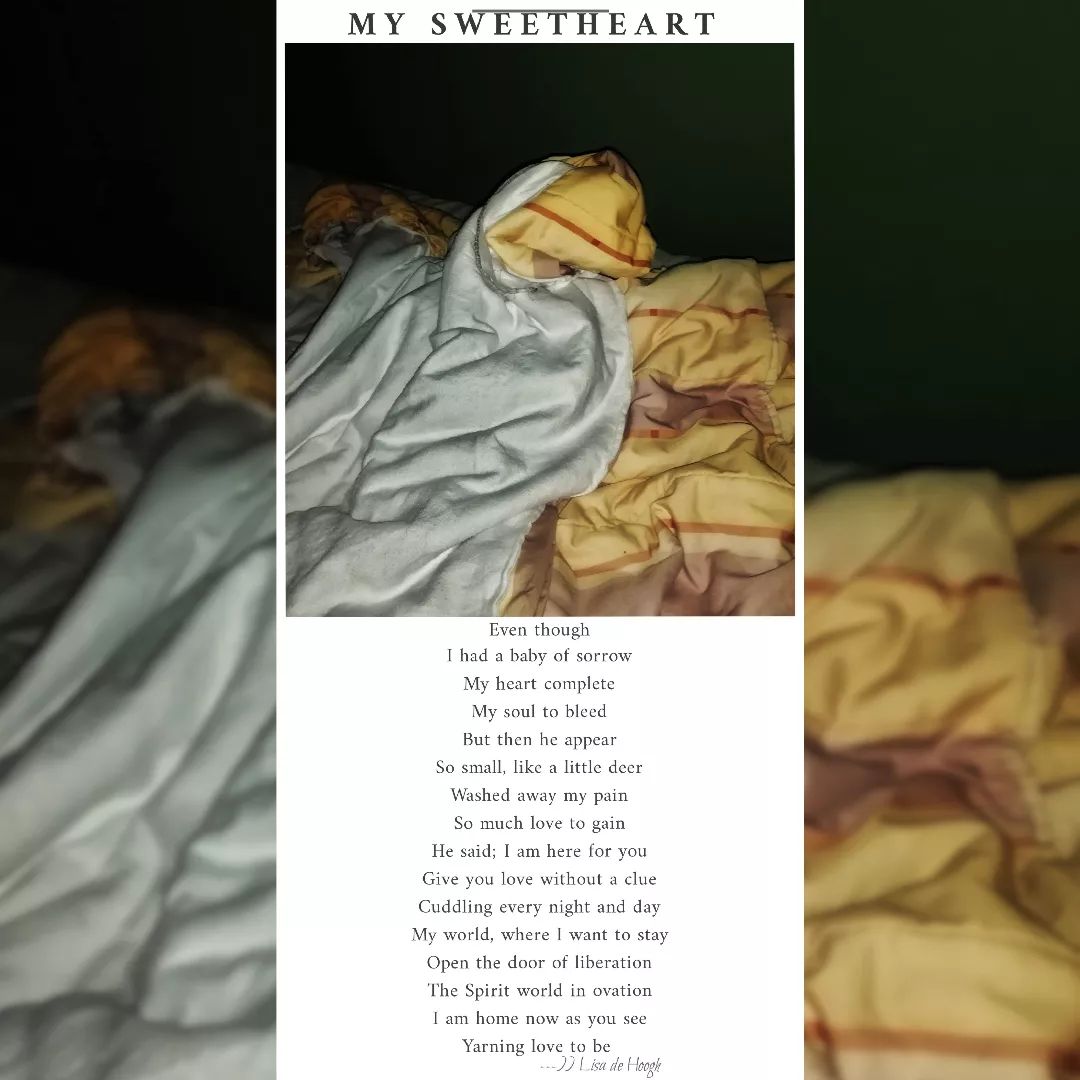 MY SWEETHEART
Even though
I had a baby of sorrow
My heart complete
My soul to bleed
But then he appear
So small, like a little deer
Washed away my pain
So much love to gain
He said; I am here for you
Give you love without a clue
Cuddling every night and day
My world, where I want to stay
Open the door of liberation
The Spirit world in ovation
I am home now as you see
Yarning love to be
---)) Lisa de Hoogh